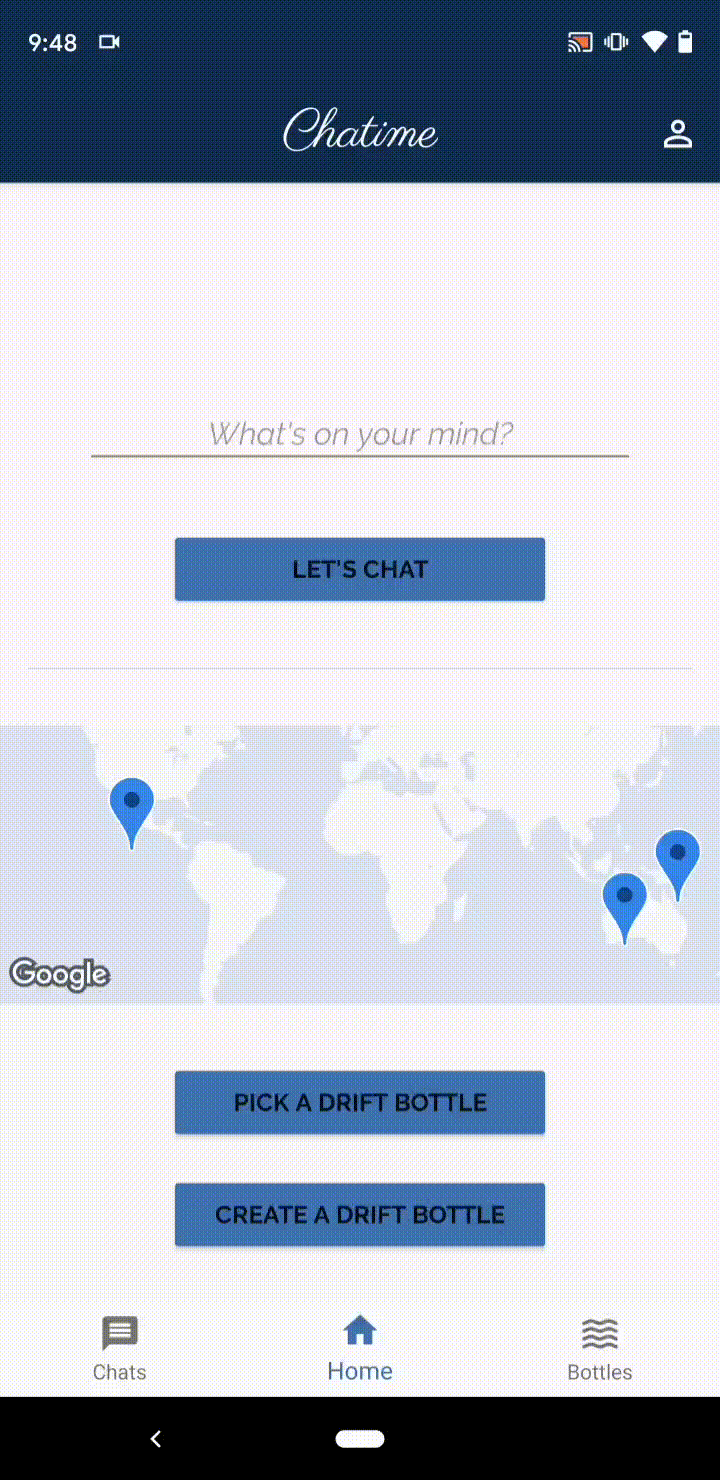 9:48
Chatime
What's on your mind?
LET'S CHAT
Google
PICK A DRIFT BOTTLE
CREATE A DRIFT BOTTLE
Chats
Home
Bottles